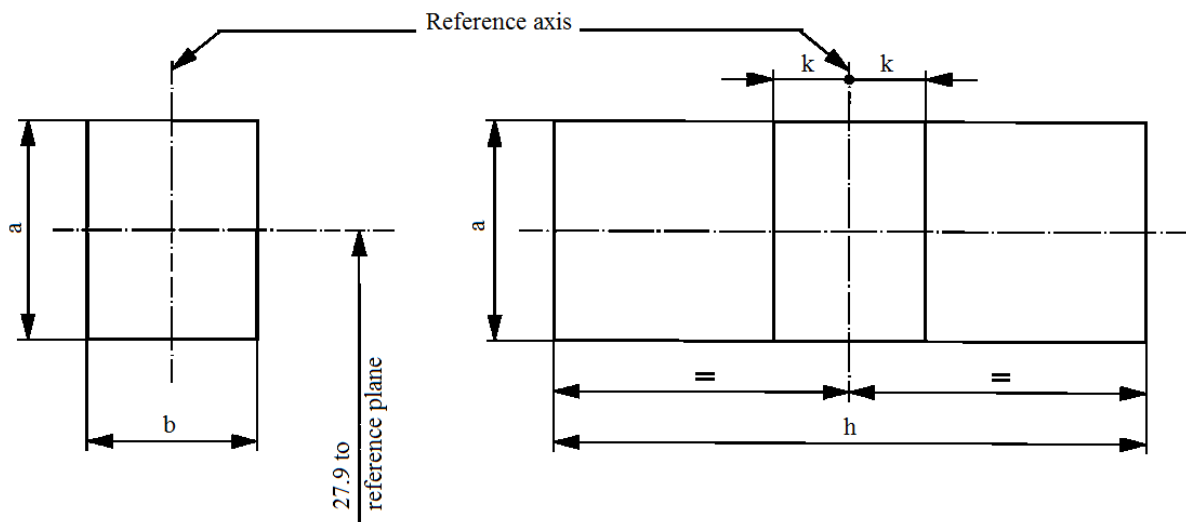 Reference axis
k
k
a
a
=
=
b
h
27.9 to
reference plane